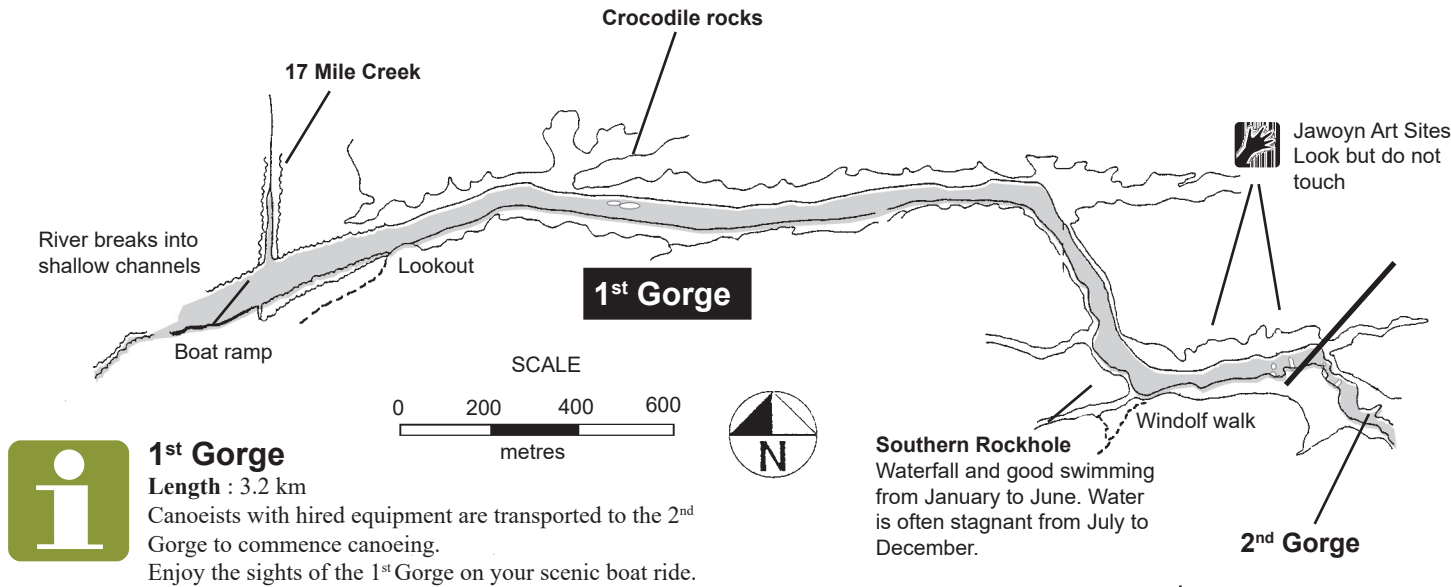 Crocodile rocks
17 Mile Creek
Jawoyn Art Sites
Look but do not
touch
River breaks into
shallow channels
Lookout
1st Gorge
Boat ramp
SCALE
0 200 400 600
metres
N
Windolf walk
Southern Rockhole
Waterfall and good swimming
from January to June. Water
is often stagnant from July to
December.
2nd Gorge
1st Gorge
Length : 3.2 km
Canoeists with hired equipment are transported to the 2nd
Gorge to commence canoeing.
Enjoy the sights of the 1st Gorge on your scenic boat ride.